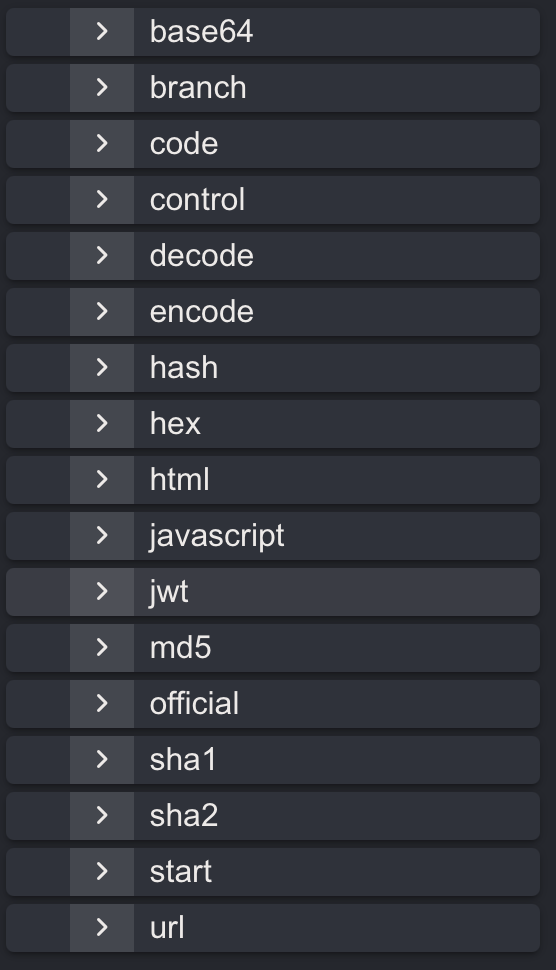 base64
branch
code
control
decode
encode
hash
hex
html
javascript
jwt
md5
official
sha1
sha2
start
url